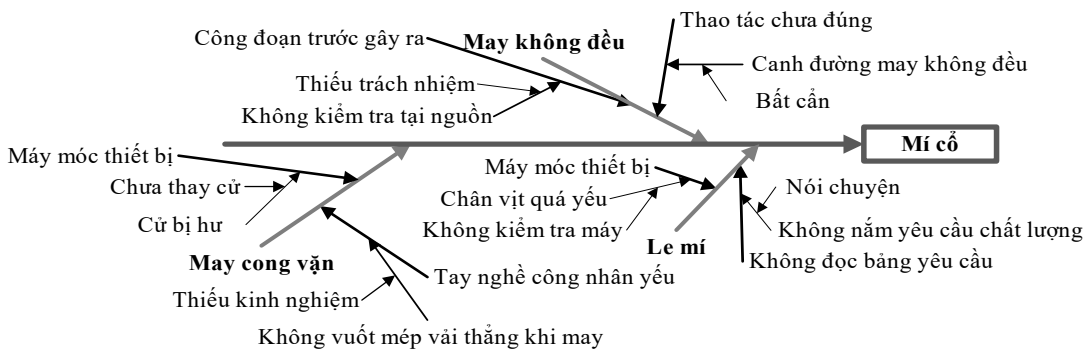 Thao tác chưa đúng
Công đoạn trước gây ra
May không đều
Canh đường may không đều
Thiếu trách nhiệm
Bất cẩn
Không kiểm tra tại nguồn
Mí cổ
Máy móc thiết bị
Máy móc thiết bị
Chưa thay cử
Chân vịt quá yếu
Nói chuyện
Cử bị hư
Không kiểm tra máy
Không nắm yêu cầu chất lượng
Le mí
May cong vặn
Không đọc bảng yêu cầu
Tay nghề công nhân yếu
Thiếu kinh nghiệm
Không vuốt mép vải thẳng khi may